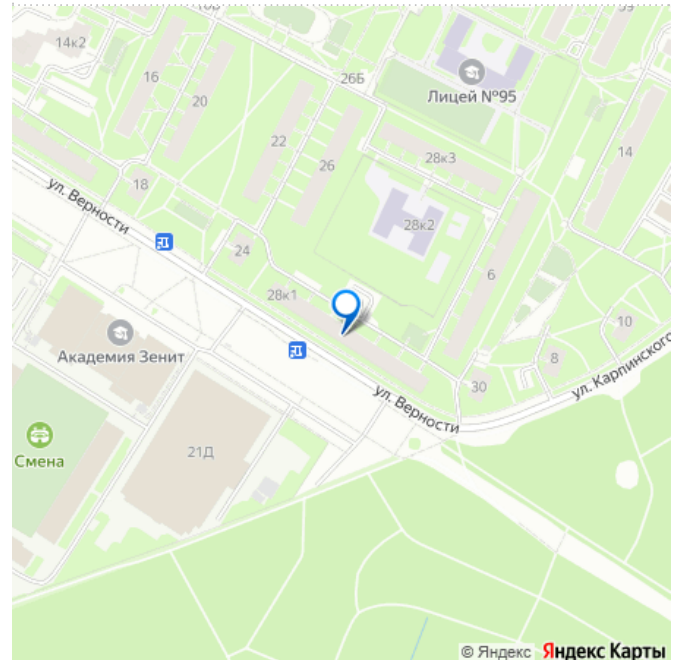 14к2
16
20
26Б
Лицей №95
22
26
28к3
14
18
ул. Верности
24
28к2
28к1
6
10
Академия Зенит
8
30
ул. Карпинского
ул. Верности
21Д
Смена
© Яндекс Яндекс Карты